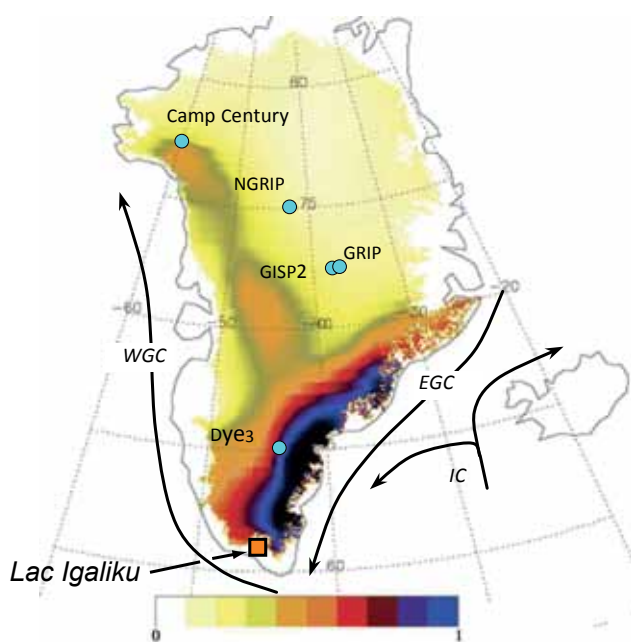 80
Camp Century
NGRIP
75
GRIP
GISP2
-20
-60
-50
-40
-30
WGC
EGC
Dye3
IC
Lac Igaliku
60
0
1